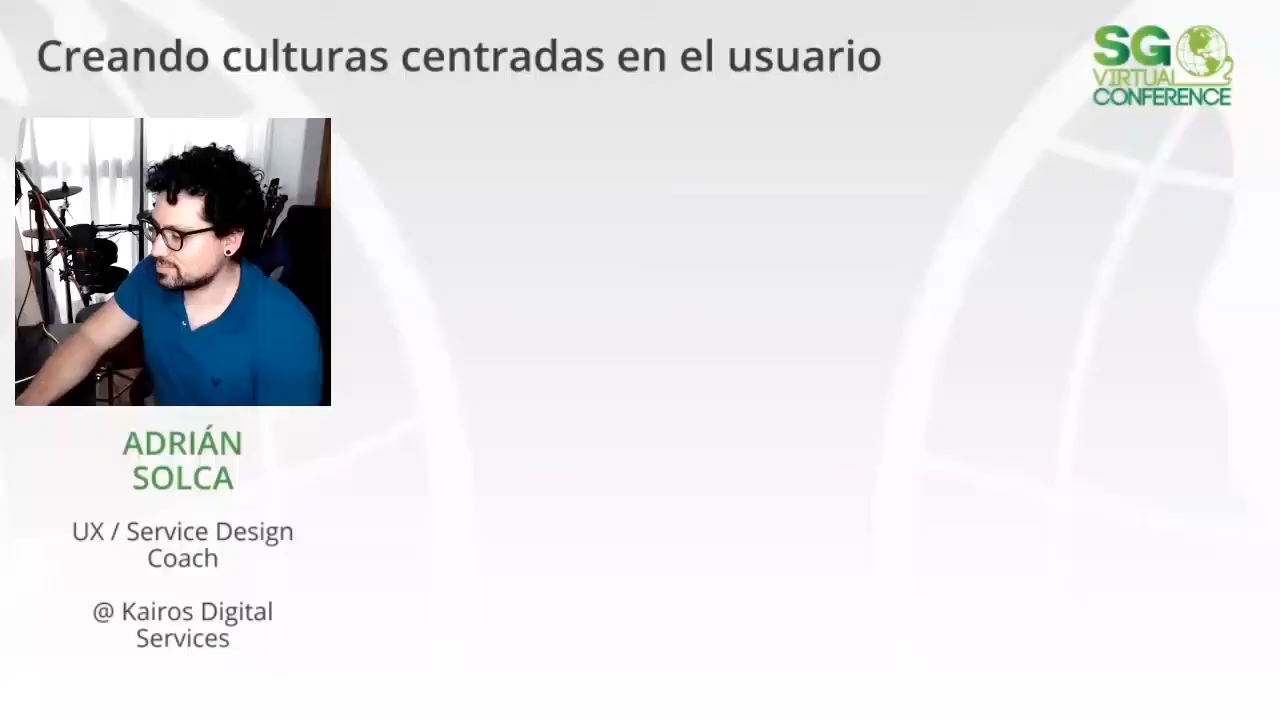 Creando culturas centradas en el usuario
SG
VIRTUAL
CONFERENCE
ADRIÁN
SOLCA
UX / Service Design
Coach
@ Kairos Digital
Services